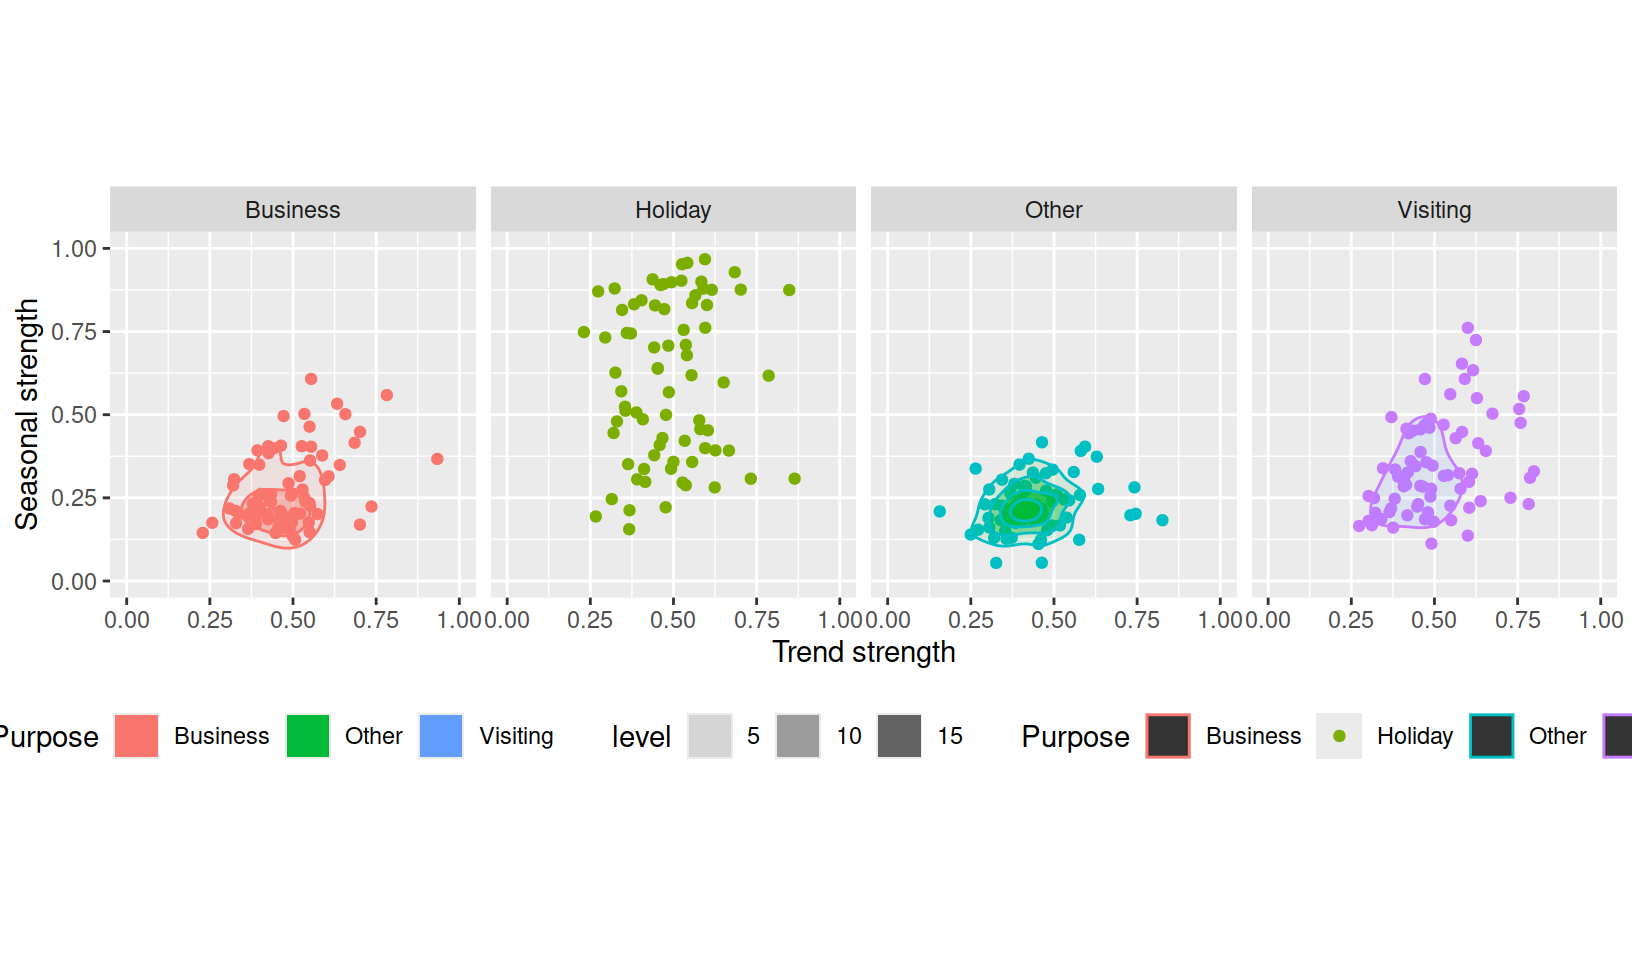 Business Holiday Other Visiting
Seasonal strength
1.00
0.75
0.50
0.25
0.00
0.00 0.25 0.50 0.75 1.00 0.00 0.25 0.50 0.75 1.00 0.00 0.25 0.50 0.75 1.00 0.00 0.25 0.50 0.75 1.00
Trend strength
Purpose Business Other Visiting level 5 10 15 Purpose Business Holiday Other